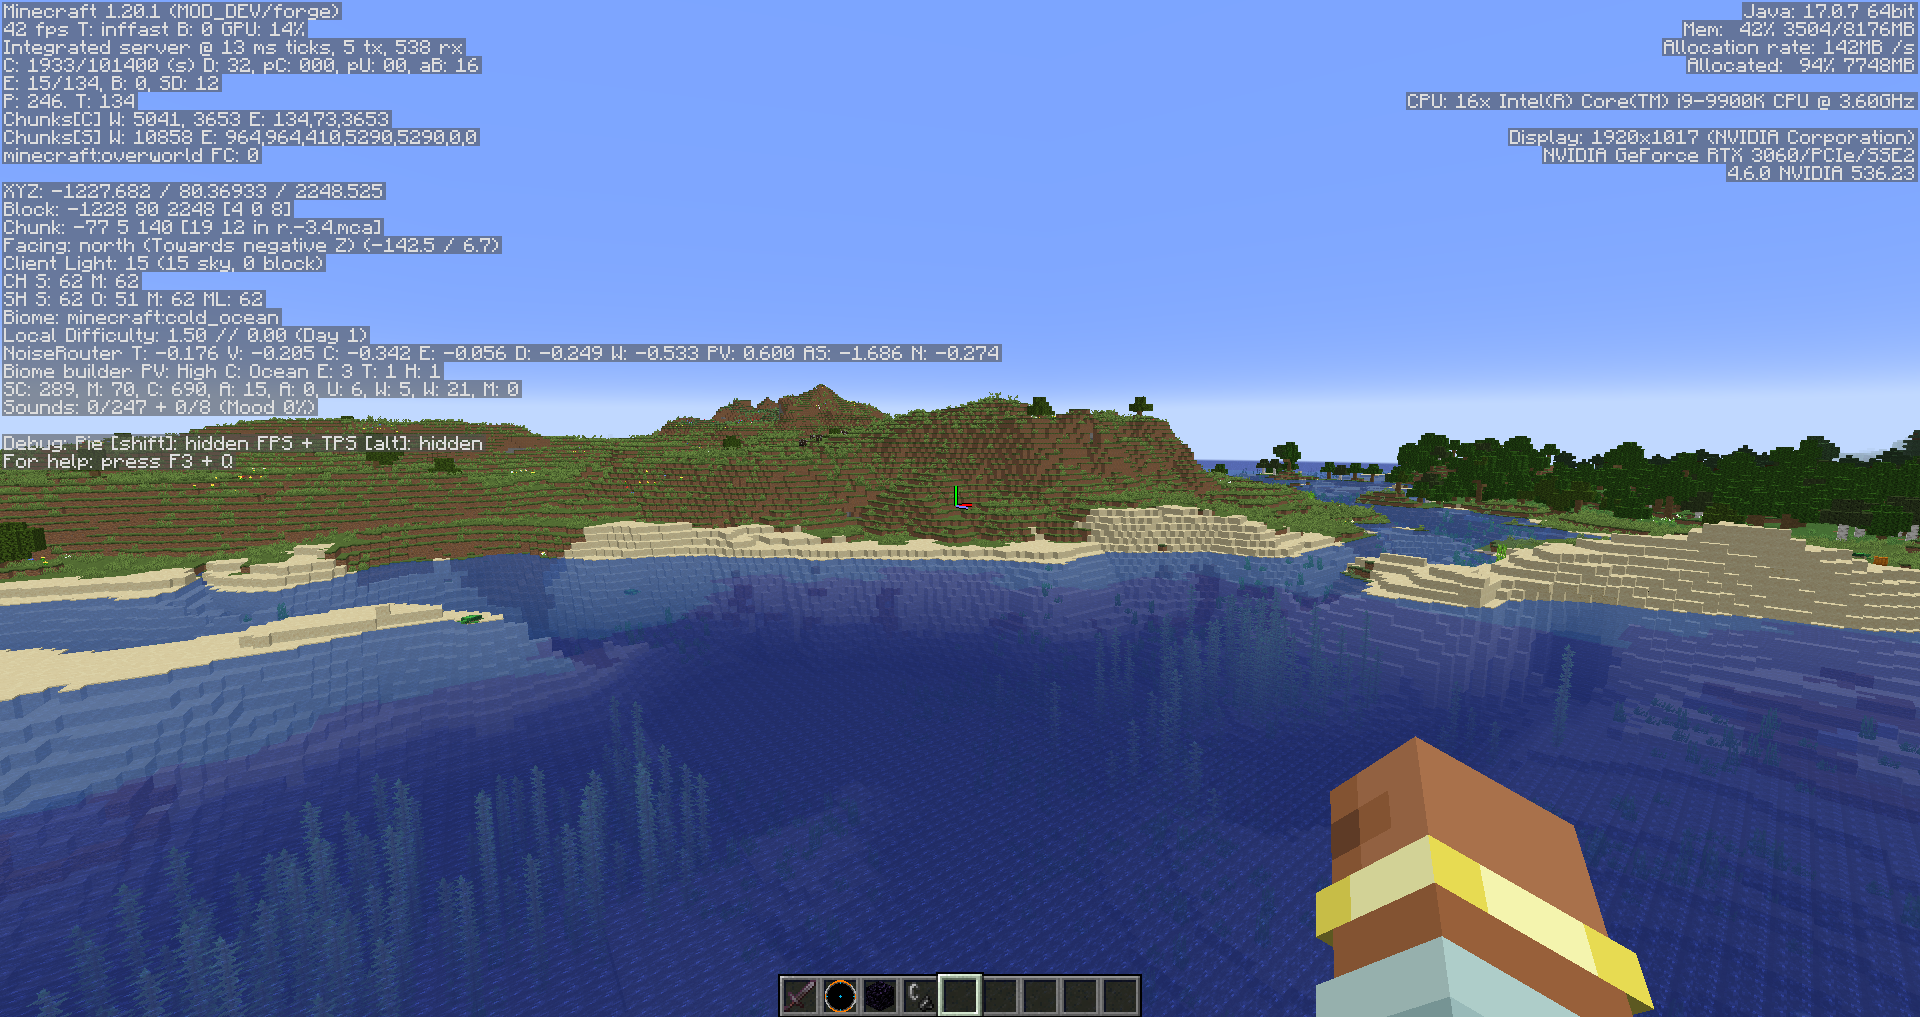 Minecraft 1.20.1 (MOD_DEV/forge)
42 fps T: inffast B: 0 GPU: 14%
Integrated server @ 13 ms ticks, 5 tx, 538 rx
C: 1933/101400 (s) D: 32, pC: 000, pU: 00, aB: 16
E: 15/134, B: 0, SD: 12
P: 246. T: 134
Chunks[C] W: 5041, 3653 E: 134,73,3653
Chunks[S] W: 10858 E: 964,964,410,5290,5290,0,0
minecraft:overworld FC: 0
XYZ: -1227.682 / 80.36933 / 2248.525
Block: -1228 80 2248 [4 0 8]
Chunk: -77 5 140 [19 12 in r.-3.4.mca]
Facing: north (Towards negative Z) (-142.5 / 6.7)
Client Light: 15 (15 sky, 0 block)
CH S: 62 M: 62
SH S: 62 O: 51 M: 62 ML: 62
Biome: minecraft:cold_ocean
Local Difficulty: 1.50 // 0.00 (Day 1)
NoiseRouter T: -0.176 V: -0.205 C: -0.342 E: -0.056 D: -0.249 W: -0.533 PV: 0.600 AS: -1.686 N: -0.274
Biome builder PV: High C: Ocean E: 3 T: 1 H: 1
SC: 289, M: 70, C: 690, A: 15, A: 0, U: 6, W: 5, W: 21, M: 0
Sounds: 0/247 + 0/8 (Mood 0%)
Debug: Pie [shift]: hidden FPS + TPS [alt]: hidden
For help: press F3 + Q
Java: 17.0.7 64bit
Mem: 42% 3504/8176MB
Allocation rate: 142MB /s
Allocated: 94% 7748MB
CPU: 16x Intel(R) Core(TM) i9-9900K CPU @ 3.60GHz
Display: 1920x1017 (NVIDIA Corporation)
NVIDIA GeForce RTX 3060/PCIe/SSE2
4.6.0 NVIDIA 536.23